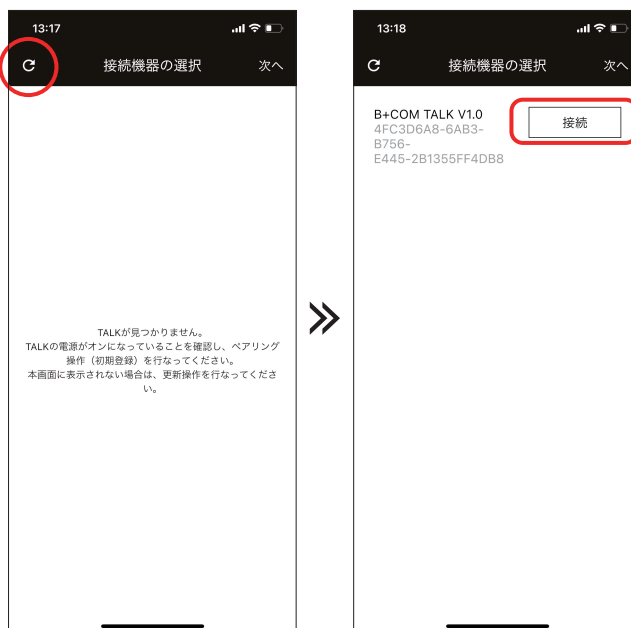 13:17
接続機器の選択
次へ
TALKが見つかりません。
TALKの電源がオンになっていることを確認し、ペアリング
操作（初期登録）を行なってください。
本画面に表示されない場合は、更新操作を行なってくださ
い。
13:18
接続機器の選択
次へ
B+COM TALK V1.0
4FC3D6A8-6AB3-
B756-
E445-2B1355FF4DB8
接続